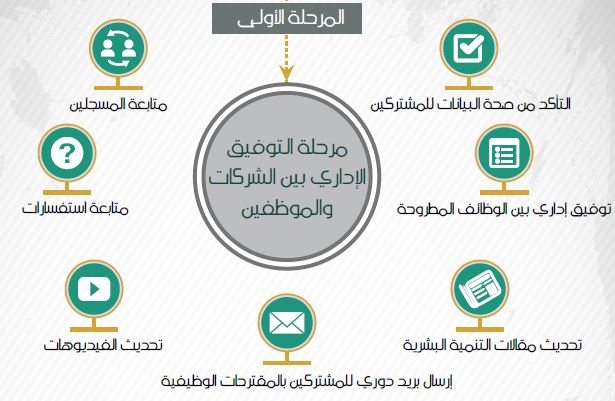 المرحلة الأولى
مرحلة التوفيق
الإداري بين الشركات
والموظفين
التأكد من صحة البيانات للمشتركين
متابعة المسجلين
توفيق إداري بين الوظائف المطروحة
متابعة استفسارات
تحديث مقالات التنمية البشرية
تحديث الفيديوهات
إرسال بريد دوري للمشتركين بالمقترحات الوظيفية